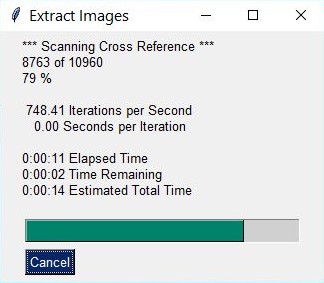 Extract Images
*** Scanning Cross Reference ***
8763 of 10960
79 %
748.41 Iterations per Second
0.00 Seconds per Iteration
0:00:11 Elapsed Time
0:00:02 Time Remaining
0:00:14 Estimated Total Time
Cancel